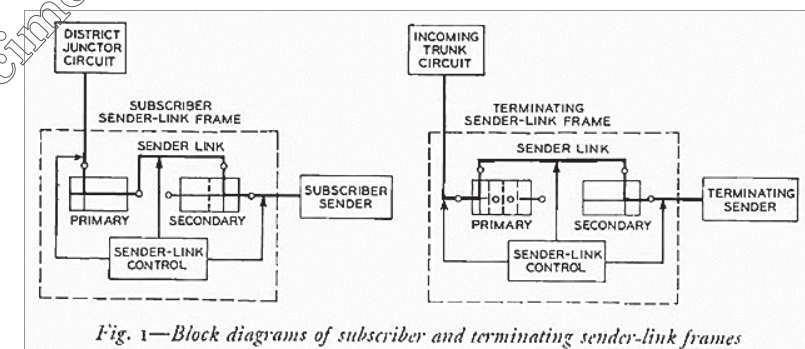 DISTRICT
JUNCTOR
CIRCUIT
SUBSCRIBER
SENDER-LINK FRAME
SENDER LINK
PRIMARY
SECONDARY
SENDER-LINK
CONTROL
SUBSCRIBER
SENDER
INCOMING
TRUNK
CIRCUIT
TERMINATING
SENDER-LINK FRAME
SENDER LINK
PRIMARY
SECONDARY
SENDER-LINK
CONTROL
TERMINATING
SENDER
Fig. 1—Block diagrams of subscriber and terminating sender-link frames